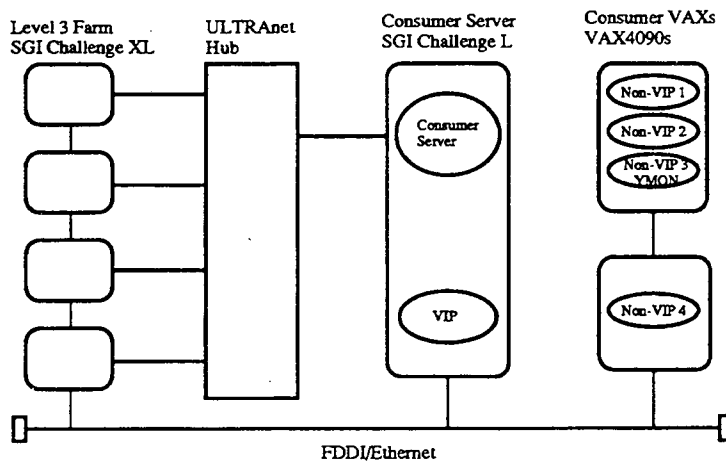 Level 3 Farm
SGI Challenge XL
ULTRAnet
Hub
Consumer Server
SGI Challenge L
Consumer VAXs
VAX4090s
Consumer
Server
VIP
Non-VIP 1
Non-VIP 2
Non-VIP 3
YMON
Non-VIP 4
FDDI/Ethernet